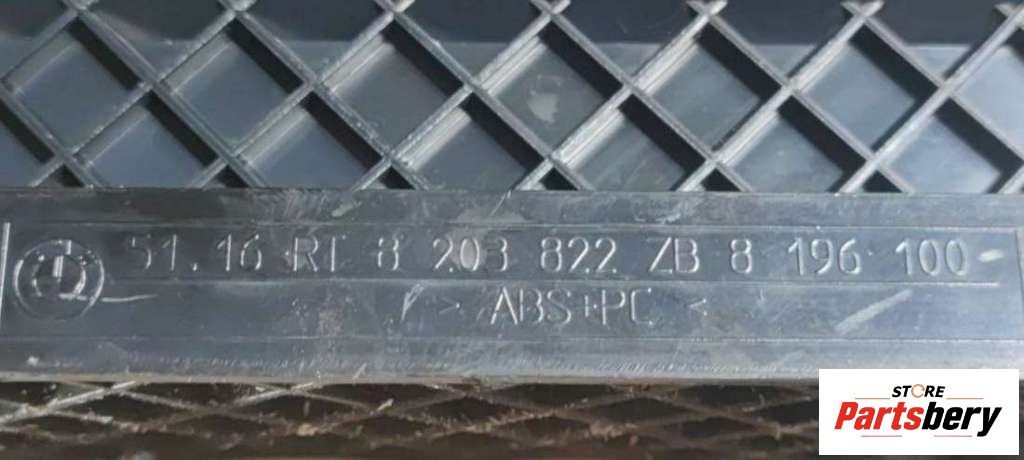 51.16 RT 8 203 822 ZB 8 196 100
> ABS+PC <
STORE
Partsbery